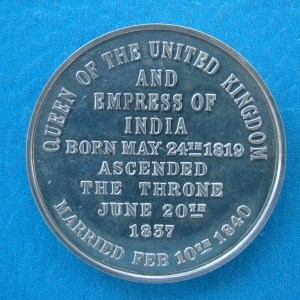 QUEEN OF THE UNITED KINGDOM
AND
EMPRESS OF
INDIA
BORN MAY 24TH 1819
ASCENDED
THE THRONE
JUNE 20TH
1837
MARRIED FEB 10TH 1840